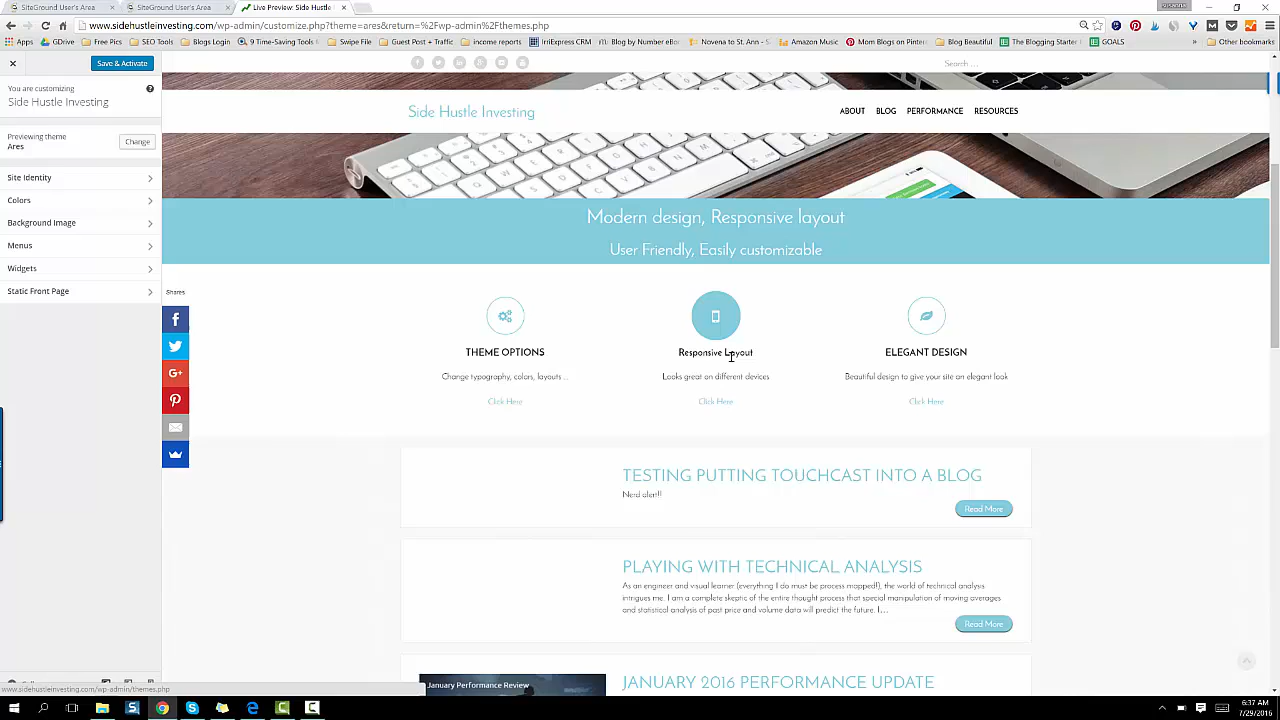 SiteGround User's Area
SiteGround User's Area
Live Preview: Side Hustle
www.sidehustleinvesting.com/wp-admin/customize.php?theme=ares&return=%2Fwp-admin%2Fthemes.php
Apps
GDrive
Free Pics
SEO Tools
Blogs Login
9 Time-Saving Tools f
Swipe File
Guest Post + Traffic
income report
IrriExpress CRM
Blog by Number eBo
Novena to St. Ann - S
Amazon Music
Mom Blogs on Pinter
Blog Beautiful
The Blogging Starter
GOALS
»
Other bookmarks
Save & Activate
You are customizing
Side Hustle Investing
Previewing theme
Ares
Change
Site Identity
Colors
Background Image
Menus
Widgets
Static Front Page
Search …
Side Hustle Investing
ABOUT
BLOG
PERFORMANCE
RESOURCES
Modern design, Responsive layout
User Friendly, Easily customizable
Shares
THEME OPTIONS
Change typography, colors, layouts ...
Click Here
Responsive Layout
Looks great on different devices
Click Here
ELEGANT DESIGN
Beautiful design to give your site an elegant look
Click Here
TESTING PUTTING TOUCHCAST INTO A BLOG
Nerd alert!!
Read More
PLAYING WITH TECHNICAL ANALYSIS
As an engineer and visual learner (everything I do must be process mapped!), the world of technical analysis
intrigues me. I am a complete skeptic of the entire thought process that special manipulation of moving averages
and statistical analysis of past price and volume data will predict the future. I…
Read More
January Performance Review
JANUARY 2016 PERFORMANCE UPDATE
www.sidehustleinvesting.com/wp-admin/themes.php
6:37 AM
7/29/2016